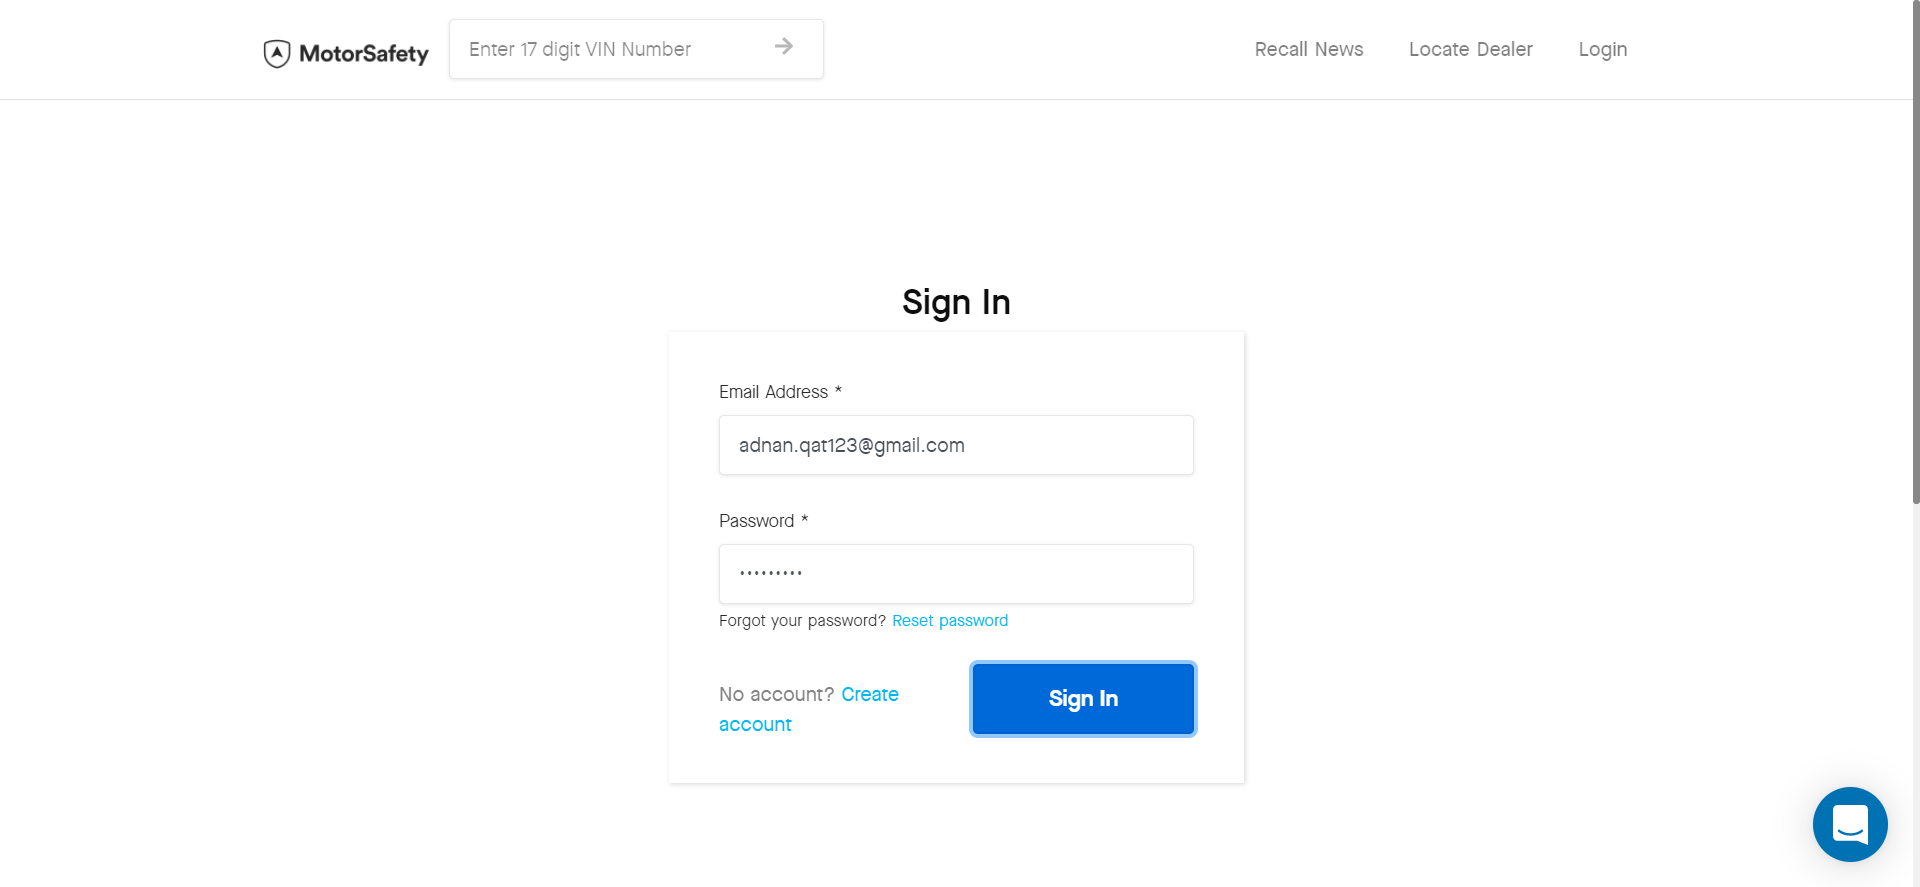 MotorSafety
Enter 17 digit VIN Number
Recall News
Locate Dealer
Login
Sign In
Email Address *
adnan.qat123@gmail.com
Password *
•••••••••
Forgot your password? Reset password
No account? Create
account
Sign In